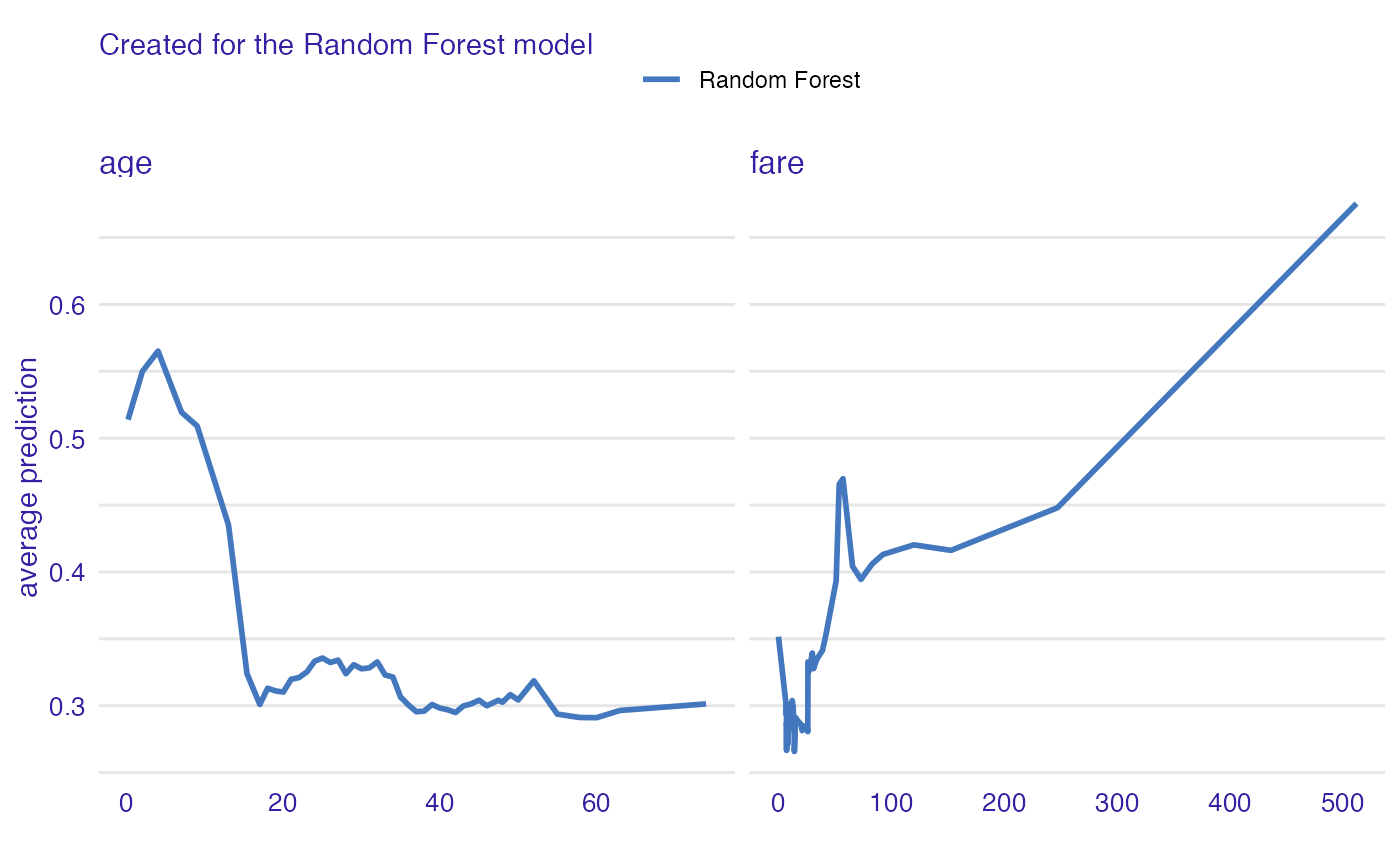 Created for the Random Forest model
Random Forest
age
fare
average prediction
0.6
0.5
0.4
0.3
0 20 40 60
0 100 200 300 400 500